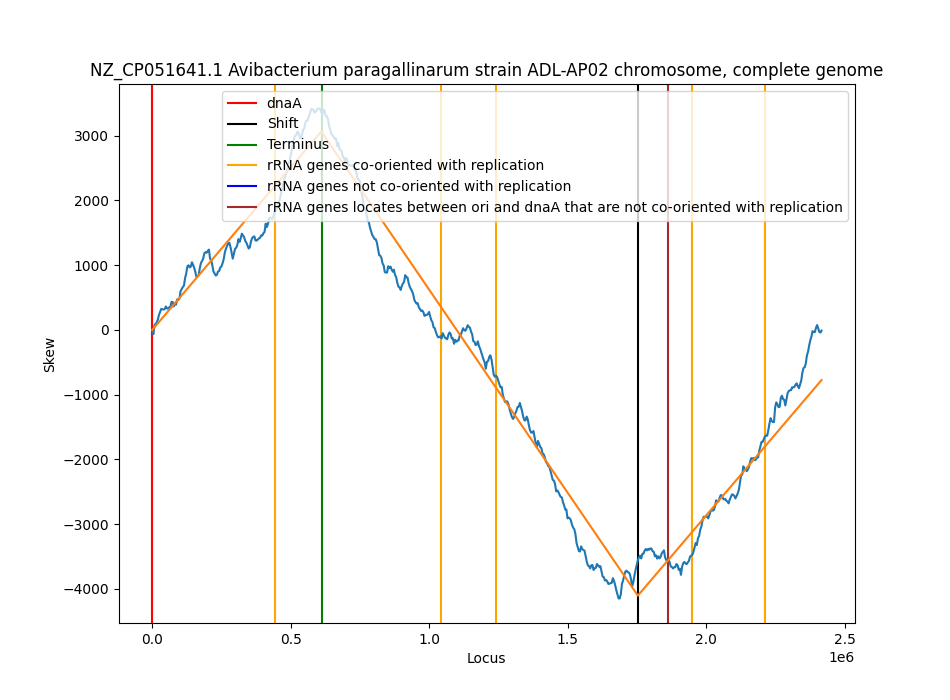 NZ_CP051641.1 Avibacterium paragallinarum strain ADL-AP02 chromosome, complete genome
dnaA
Shift
Terminus
rRNA genes co-oriented with replication
rRNA genes not co-oriented with replication
rRNA genes locates between ori and dnaA that are not co-oriented with replication
3000
2000
1000
0
−1000
−2000
−3000
−4000
Skew
0.0
0.5
1.0
1.5
2.0
2.5
1e6
Locus